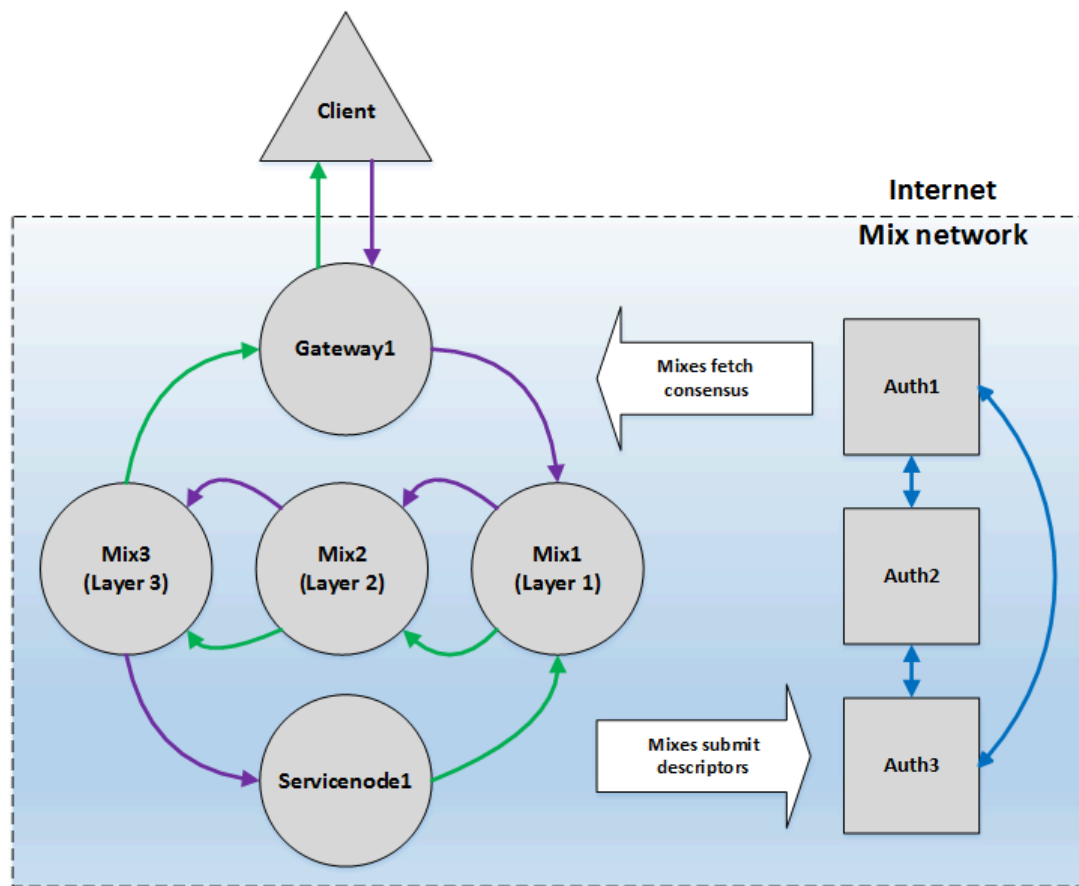 Client
Internet
Mix network
Gateway1
Mixes fetch
consensus
Auth1
Mix3
(Layer 3)
Mix2
(Layer 2)
Mix1
(Layer 1)
Auth2
Servicenode1
Mixes submit
descriptors
Auth3